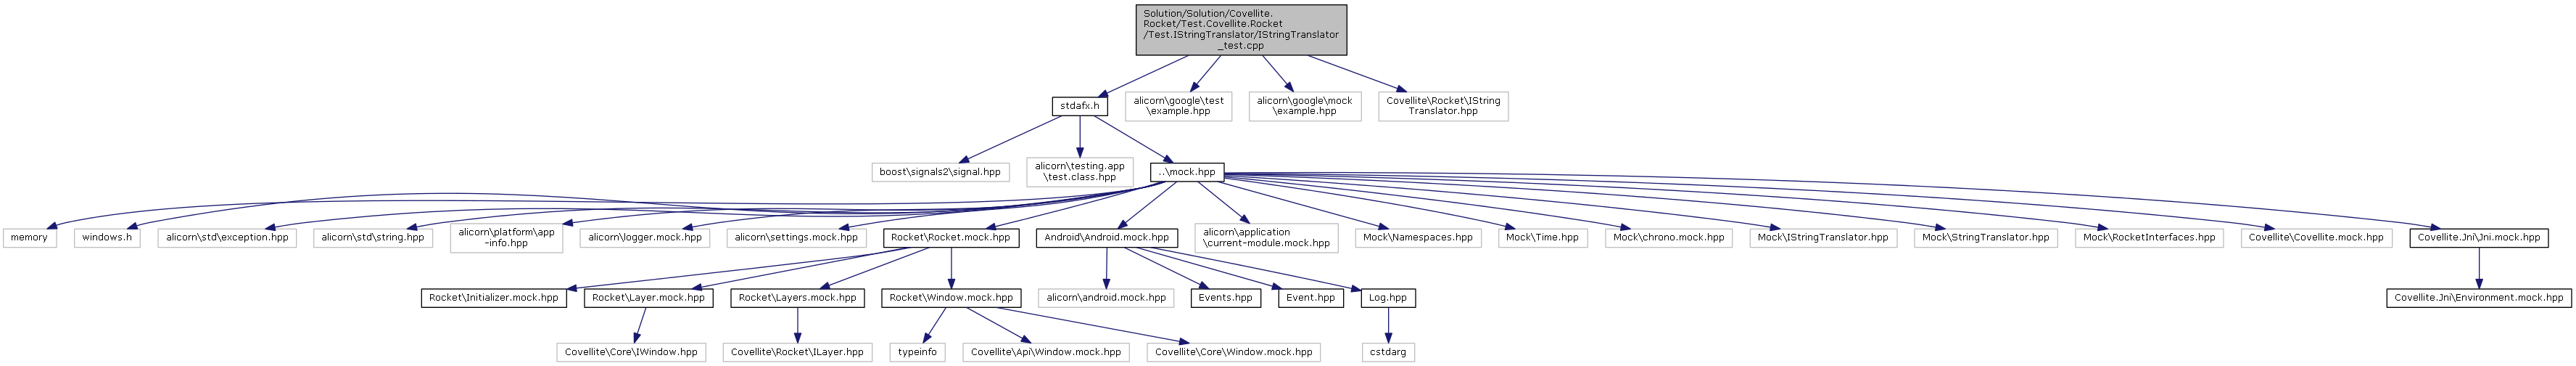 Solution/Solution/Covellite.
Rocket/Test.Covellite.Rocket
/Test.IStringTranslator/IStringTranslator
_test.cpp
stdafx.h
alicorn\google\test
\example.hpp
alicorn\google\mock
\example.hpp
Covellite\Rocket\IString
Translator.hpp
boost\signals2\signal.hpp
alicorn\testing.app
\test.class.hpp
..\mock.hpp
memory
windows.h
alicorn\std\exception.hpp
alicorn\std\string.hpp
alicorn\platform\app
-info.hpp
alicorn\logger.mock.hpp
alicorn\settings.mock.hpp
Rocket\Rocket.mock.hpp
Android\Android.mock.hpp
alicorn\application
\current-module.mock.hpp
Mock\Namespaces.hpp
Mock\Time.hpp
Mock\chrono.mock.hpp
Mock\IStringTranslator.hpp
Mock\StringTranslator.hpp
Mock\RocketInterfaces.hpp
Covellite\Covellite.mock.hpp
Covellite.Jni\Jni.mock.hpp
Rocket\Initializer.mock.hpp
Rocket\Layer.mock.hpp
Rocket\Layers.mock.hpp
Rocket\Window.mock.hpp
alicorn\android.mock.hpp
Events.hpp
Event.hpp
Log.hpp
Covellite.Jni\Environment.mock.hpp
Covellite\Core\IWindow.hpp
Covellite\Rocket\ILayer.hpp
typeinfo
Covellite\Api\Window.mock.hpp
Covellite\Core\Window.mock.hpp
cstdarg